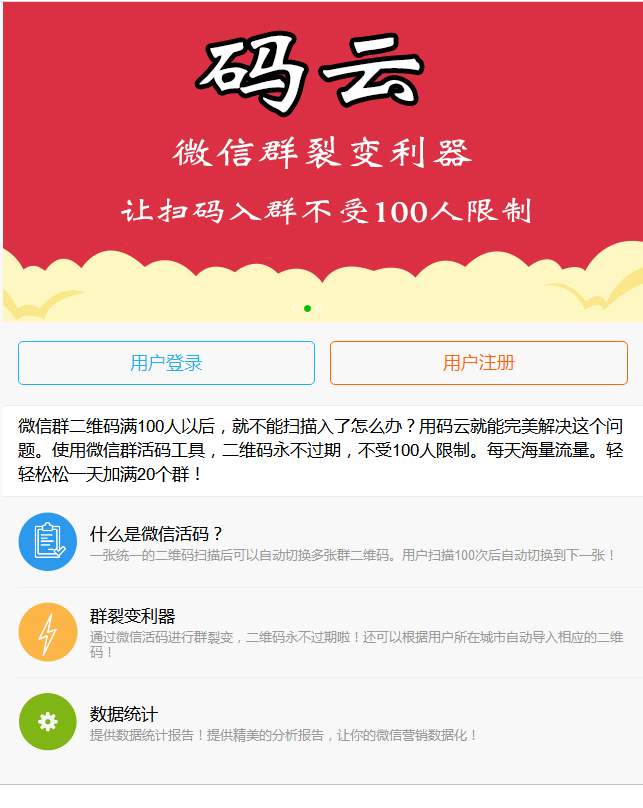 码云
微信群裂变利器
让扫码入群不受100人限制
用户登录
用户注册
微信群二维码满100人以后，就不能扫描入了怎么办？用码云就能完美解决这个问
题。使用微信群活码工具，二维码永不过期，不受100人限制。每天海量流量。轻
轻松松一天加满20个群！
什么是微信活码？
一张统一的二维码扫描后可以自动切换多张群二维码。用户扫描100次后自动切换到下一张！
群裂变利器
通过微信活码进行群裂变，二维码永不过期啦！还可以根据用户所在城市自动导入相应的二维
码！
数据统计
提供数据统计报告！提供精美的分析报告，让你的微信营销数据化！